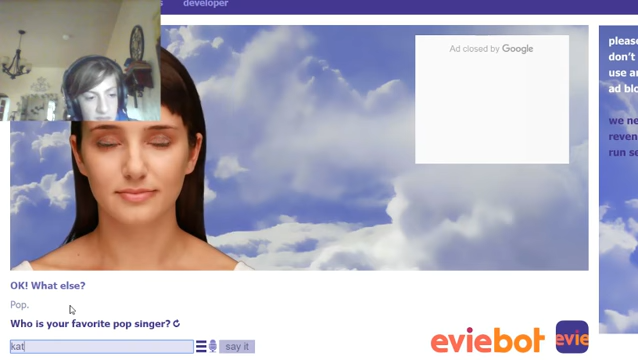 developer
Ad closed by Google
please
don't
use a
ad blo
we ne
reven
run se
OK! What else?
Pop.
Who is your favorite pop singer?
kat
say it
eviebot
evie